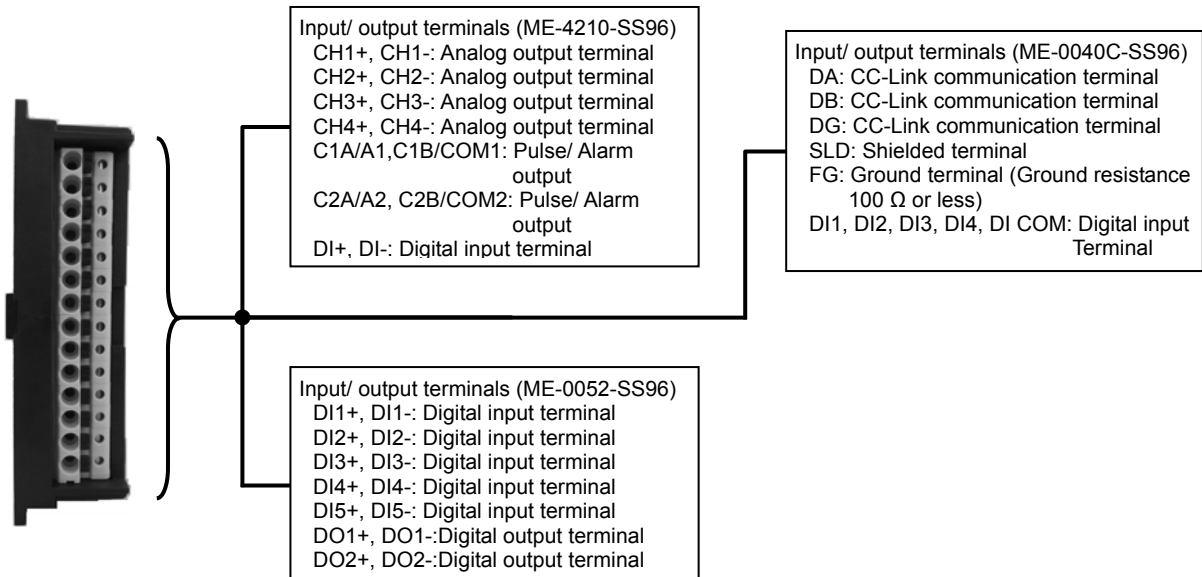 Input/ output terminals (ME-4210-SS96)
CH1+, CH1-: Analog output terminal
CH2+, CH2-: Analog output terminal
CH3+, CH3-: Analog output terminal
CH4+, CH4-: Analog output terminal
C1A/A1,C1B/COM1: Pulse/ Alarm
output
C2A/A2, C2B/COM2: Pulse/ Alarm
output
DI+, DI-: Digital input terminal
Input/ output terminals (ME-0040C-SS96)
DA: CC-Link communication terminal
DB: CC-Link communication terminal
DG: CC-Link communication terminal
SLD: Shielded terminal
FG: Ground terminal (Ground resistance
100 Ω or less)
DI1, DI2, DI3, DI4, DI COM: Digital input
Terminal
Input/ output terminals (ME-0052-SS96)
DI1+, DI1-: Digital input terminal
DI2+, DI2-: Digital input terminal
DI3+, DI3-: Digital input terminal
DI4+, DI4-: Digital input terminal
DI5+, DI5-: Digital input terminal
DO1+, DO1-:Digital output terminal
DO2+, DO2-:Digital output terminal